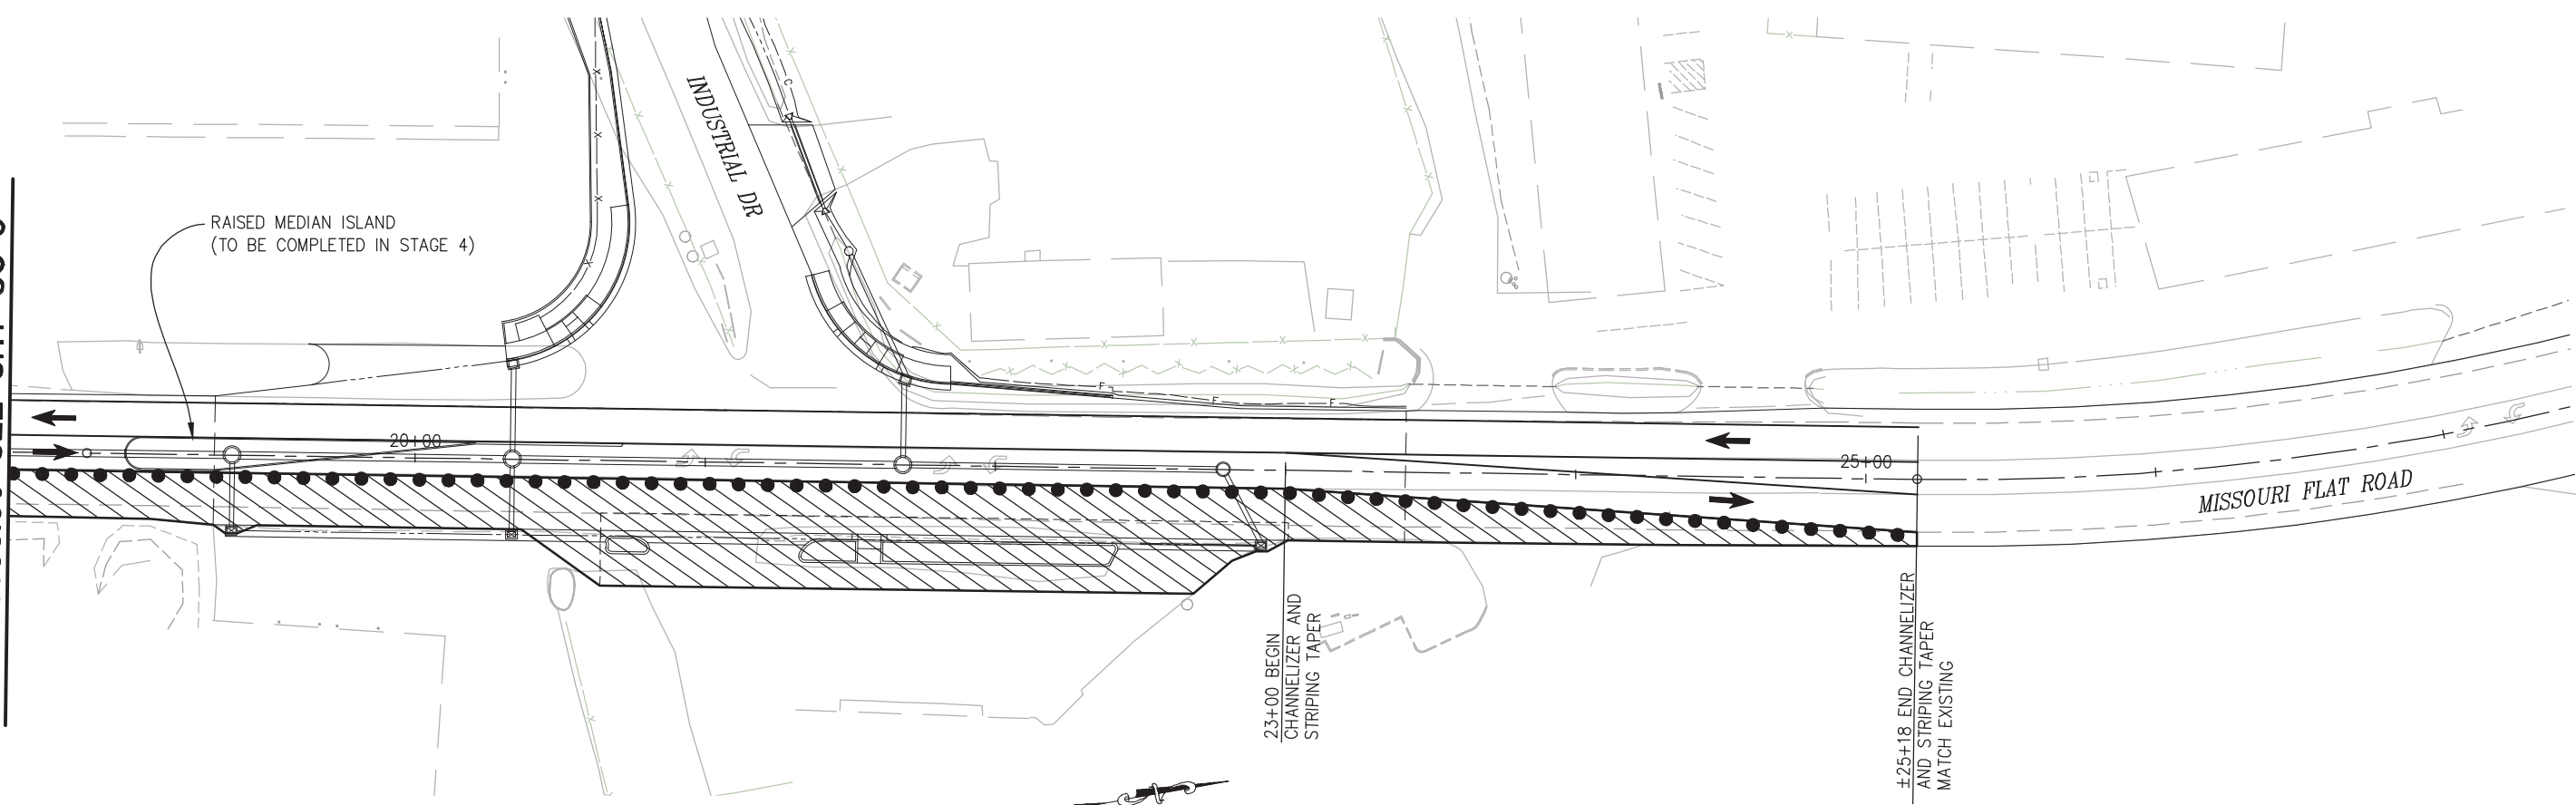 INDUSTRIAL DR
RAISED MEDIAN ISLAND
(TO BE COMPLETED IN STAGE 4)
20+00
25+00
MISSOURI FLAT ROAD
23+00 BEGIN
CHANNELIZER AND
STRIPING TAPER
±25+18 END CHANNELIZER
AND STRIPING TAPER
MATCH EXISTING